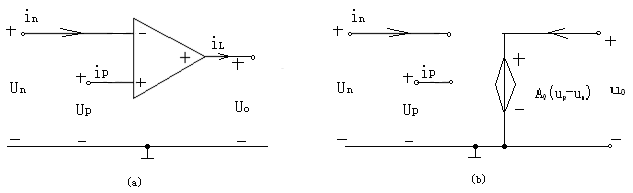 in
+
-
+
ip
+
+
iL
+
Un
Up
Uo
-
-
-
(a)
in
+
+
ip
Un
Up
+
-
A₀(up-un)
+
u0
-
-
-
(b)